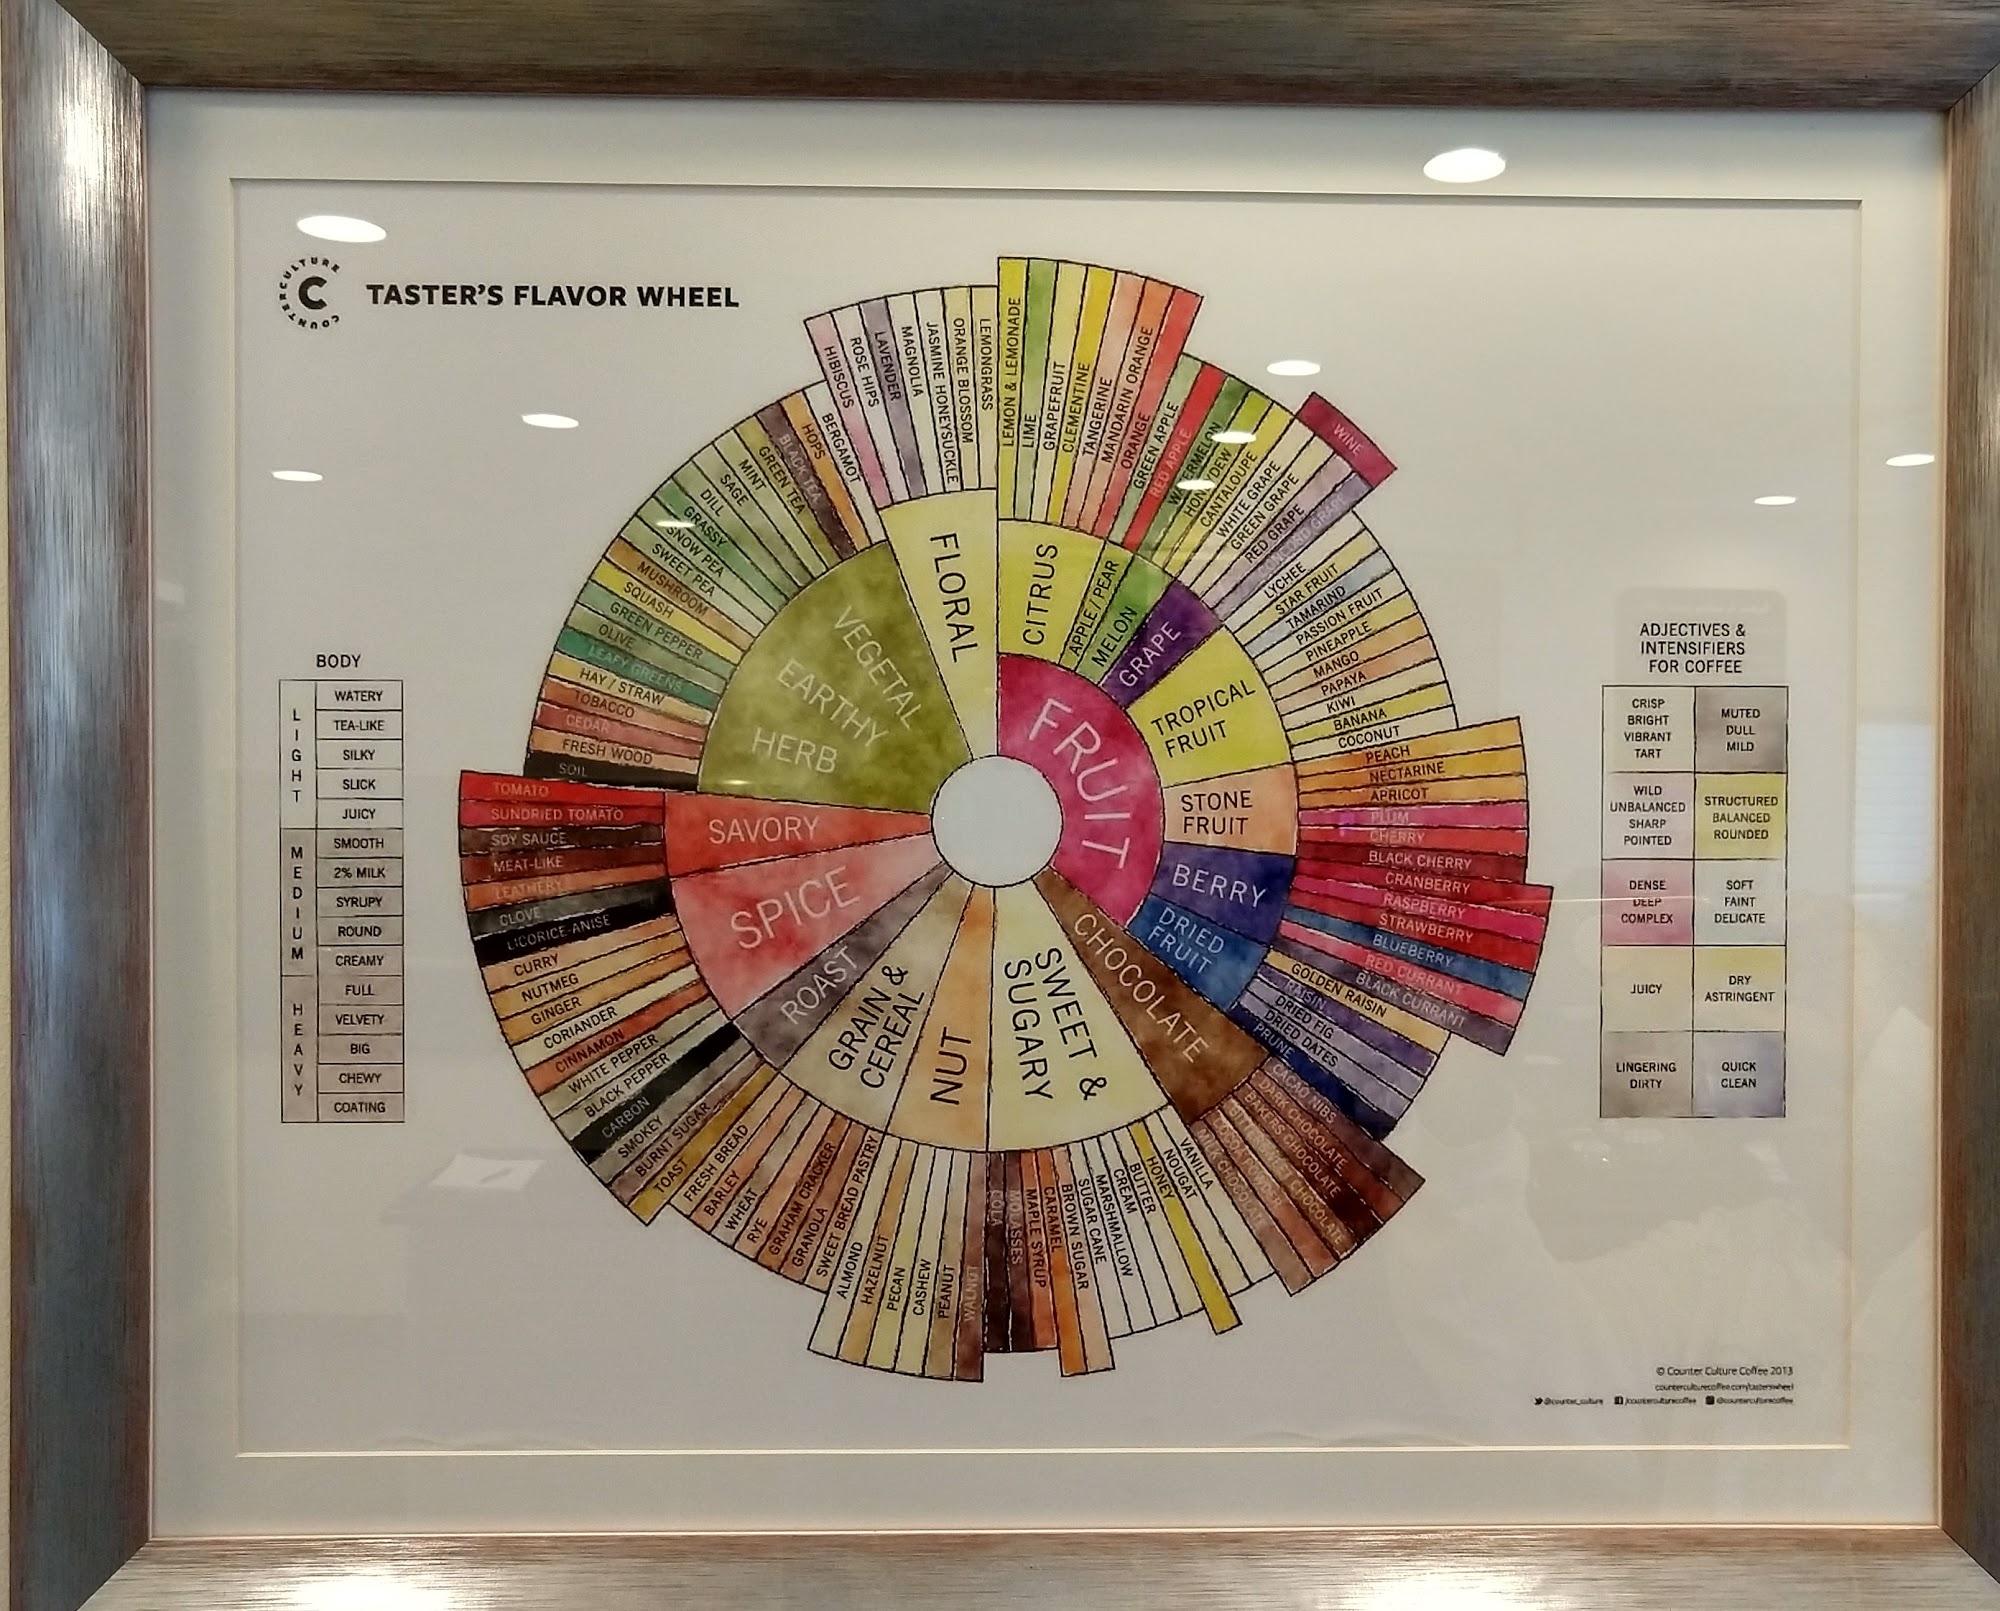 COUNTER CULTURE
C
TASTER'S FLAVOR WHEEL
BODY
LIGHT
WATERY
TEA-LIKE
SILKY
SLICK
JUICY
MEDIUM
SMOOTH
2% MILK
SYRUPY
ROUND
CREAMY
HEAVY
FULL
VELVETY
BIG
CHEWY
COATING
FRUIT
CITRUS
LEMON & LEMONADE
LIME
GRAPEFRUIT
CLEMENTINE
TANGERINE
MANDARIN ORANGE
ORANGE
APPLE / PEAR
GREEN APPLE
RED APPLE
MELON
WATERMELON
HONEYDEW
CANTALOUPE
GRAPE
WHITE GRAPE
GREEN GRAPE
RED GRAPE
CONCORD GRAPE
WINE
TROPICAL
FRUIT
LYCHEE
STAR FRUIT
TAMARIND
PASSION FRUIT
PINEAPPLE
MANGO
PAPAYA
KIWI
BANANA
COCONUT
STONE
FRUIT
PEACH
NECTARINE
APRICOT
PLUM
CHERRY
BLACK CHERRY
BERRY
CRANBERRY
RASPBERRY
STRAWBERRY
BLUEBERRY
RED CURRANT
BLACK CURRANT
DRIED
FRUIT
GOLDEN RAISIN
RAISIN
DRIED FIG
DRIED DATES
PRUNE
CHOCOLATE
CACAO NIBS
DARK CHOCOLATE
BAKERS CHOCOLATE
BITTERSWEET CHOCOLATE
COCOA POWDER
MILK CHOCOLATE
SWEET &
SUGARY
VANILLA
NOUGAT
HONEY
BUTTER
CREAM
MARSHMALLOW
SUGAR CANE
BROWN SUGAR
CARAMEL
MAPLE SYRUP
MOLASSES
COLA
NUT
WALNUT
PEANUT
CASHEW
PECAN
HAZELNUT
ALMOND
GRAIN &
CEREAL
SWEET BREAD PASTRY
GRANOLA
GRAHAM CRACKER
RYE
WHEAT
BARLEY
FRESH BREAD
ROAST
TOAST
BURNT SUGAR
SMOKEY
CARBON
SPICE
BLACK PEPPER
WHITE PEPPER
CINNAMON
CORIANDER
GINGER
NUTMEG
CURRY
LICORICE-ANISE
CLOVE
SAVORY
LEATHERY
MEAT-LIKE
SOY SAUCE
SUNDRIED TOMATO
TOMATO
VEGETAL
EARTHY
HERB
SOIL
FRESH WOOD
CEDAR
TOBACCO
HAY / STRAW
LEAFY GREENS
OLIVE
GREEN PEPPER
SQUASH
MUSHROOM
SWEET PEA
SNOW PEA
GRASSY
DILL
SAGE
MINT
GREEN TEA
BLACK TEA
HOPS
BERGAMOT
FLORAL
HIBISCUS
ROSE HIPS
LAVENDER
MAGNOLIA
JASMINE HONEYSUCKLE
ORANGE BLOSSOM
LEMONGRASS
ADJECTIVES &
INTENSIFIERS
FOR COFFEE
CRISP
BRIGHT
VIBRANT
TART
MUTED
DULL
MILD
WILD
UNBALANCED
SHARP
POINTED
STRUCTURED
BALANCED
ROUNDED
DENSE
DEEP
COMPLEX
SOFT
FAINT
DELICATE
JUICY
DRY
ASTRINGENT
LINGERING
DIRTY
QUICK
CLEAN
© Counter Culture Coffee 2013
counterculturecoffee.com/tasterswheel
@counter_culture /counterculturecoffee @counterculturecoffee